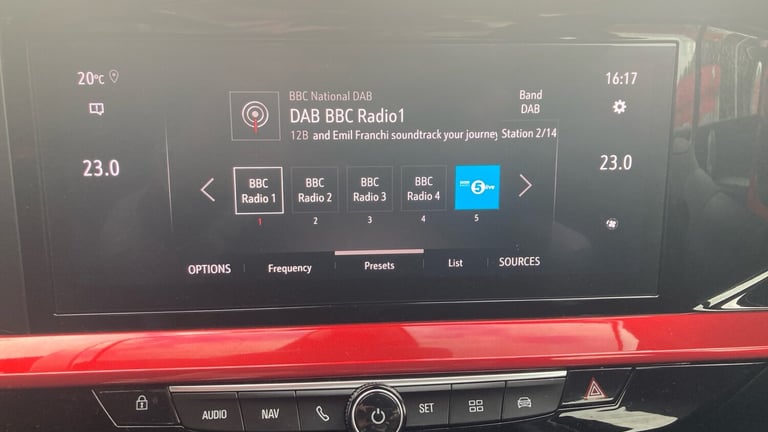 20°C
16:17
BBC National DAB
DAB BBC Radio1
12B and Emil Franchi soundtrack your journey
Band
DAB
Station 2/14
23.0
23.0
BBC
Radio 1
BBC
Radio 2
BBC
Radio 3
BBC
Radio 4
5 live
1
2
3
4
5
OPTIONS
Frequency
Presets
List
SOURCES
AUDIO
NAV
SET